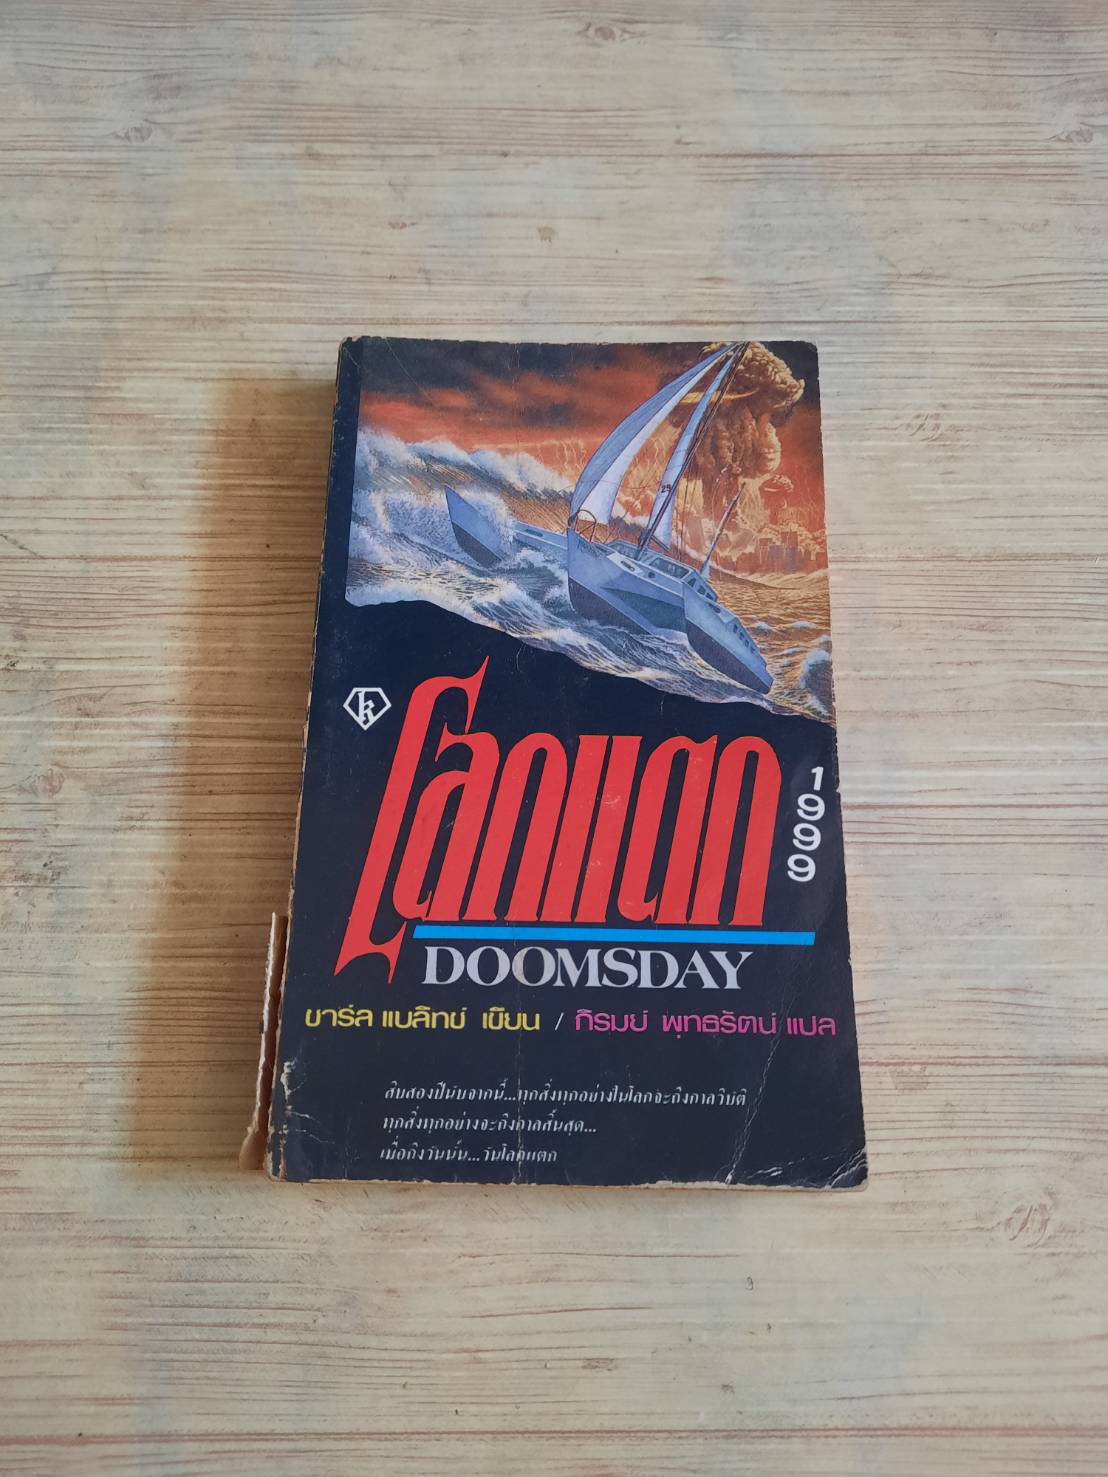 k
โลกแตก
1999
DOOMSDAY
ชาร์ล แบลิทซ์ เขียน / ภิรมย์ พุทธรัตน์ แปล
สิบสองปีนับจากนี้...ทุกสิ่งทุกอย่างในโลกจะถึงกาลวิบัติ
ทุกสิ่งทุกอย่างจะถึงกาลสิ้นสุด...
เมื่อถึงวันนั้น...วันโลกแตก